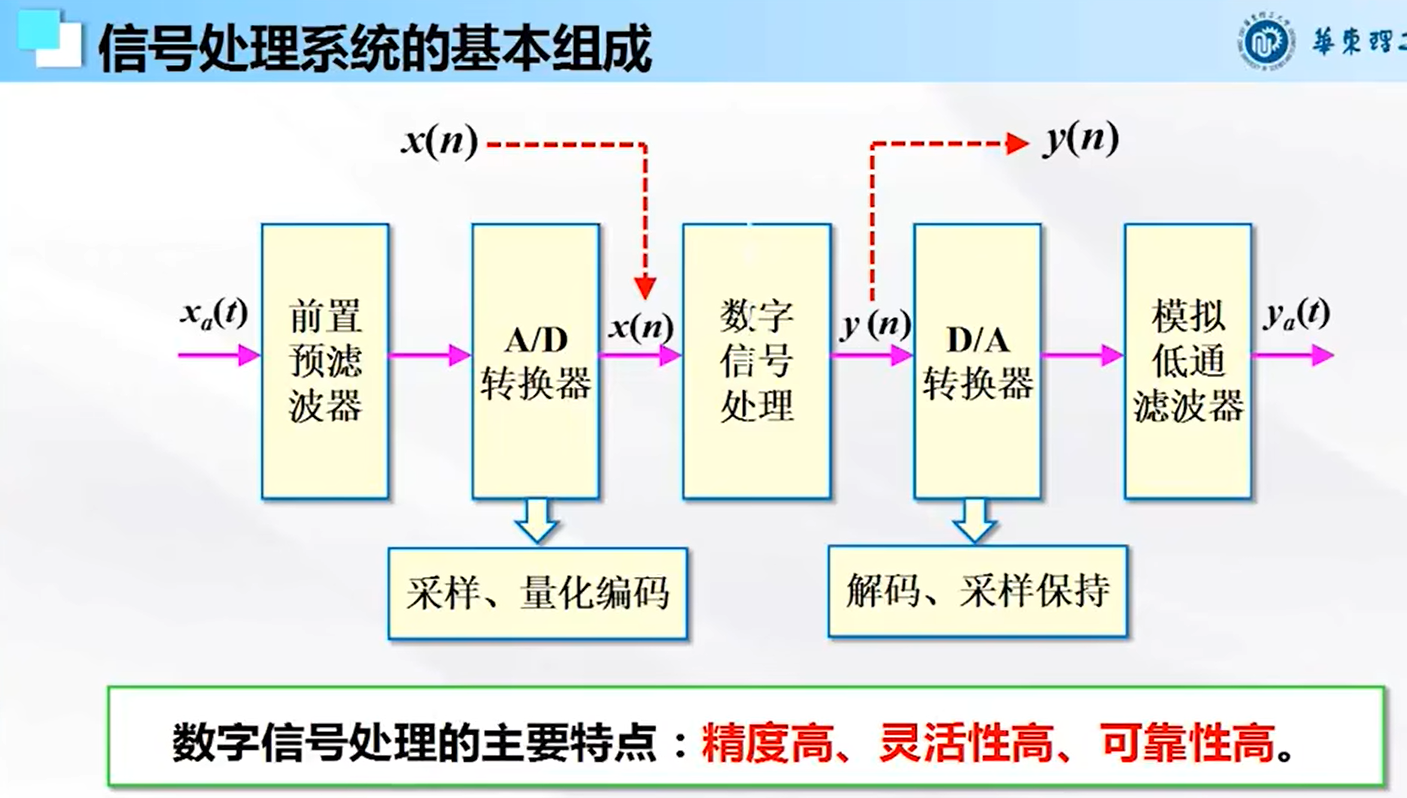 信号处理系统的基本组成
華東理
x(n)
y(n)
xa(t)
前置
预滤
波器
A/D
转换器
x(n)
数字
信号
处理
y(n)
D/A
转换器
模拟
低通
滤波器
ya(t)
采样、量化编码
解码、采样保持
数字信号处理的主要特点：精度高、灵活性高、可靠性高。